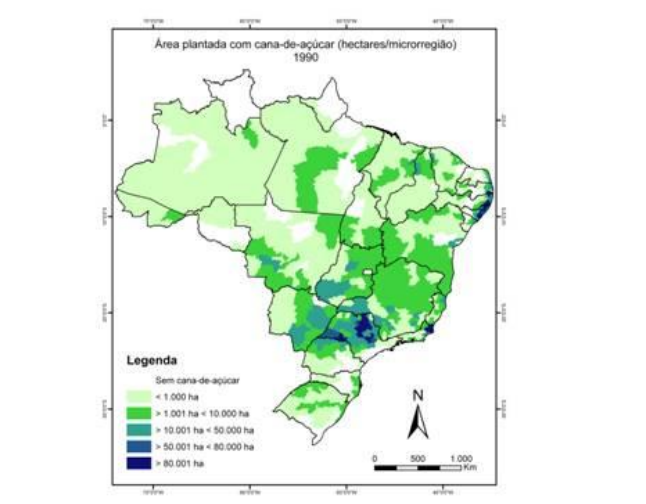 Área plantada com cana-de-açúcar (hectares/microrregião)
1990
Legenda
Sem cana-de-açúcar
< 1.000 ha
> 1.001 ha < 10.000 ha
> 10.001 ha < 50.000 ha
> 50.001 ha < 80.000 ha
> 80.001 ha
N
0 500 1.000
Km